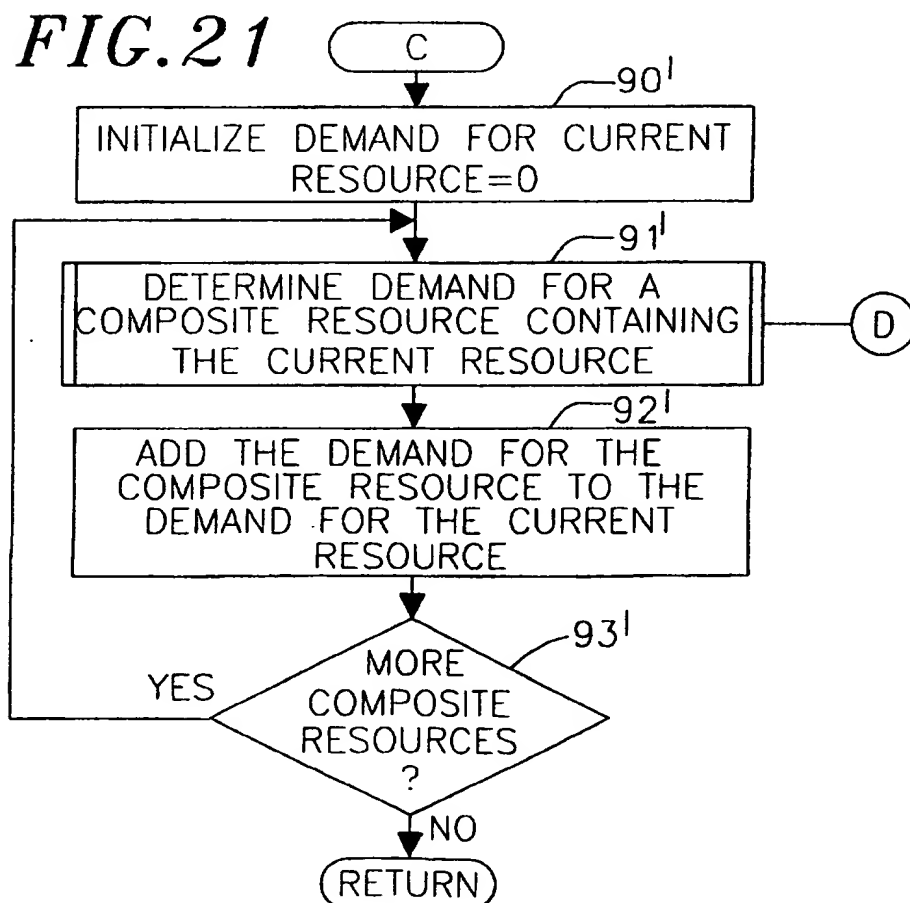 FIG.21
C
90'
INITIALIZE DEMAND FOR CURRENT
RESOURCE=0
91'
DETERMINE DEMAND FOR A
COMPOSITE RESOURCE CONTAINING
THE CURRENT RESOURCE
D
92'
ADD THE DEMAND FOR THE
COMPOSITE RESOURCE TO THE
DEMAND FOR THE CURRENT
RESOURCE
93'
YES
MORE
COMPOSITE
RESOURCES
?
NO
RETURN